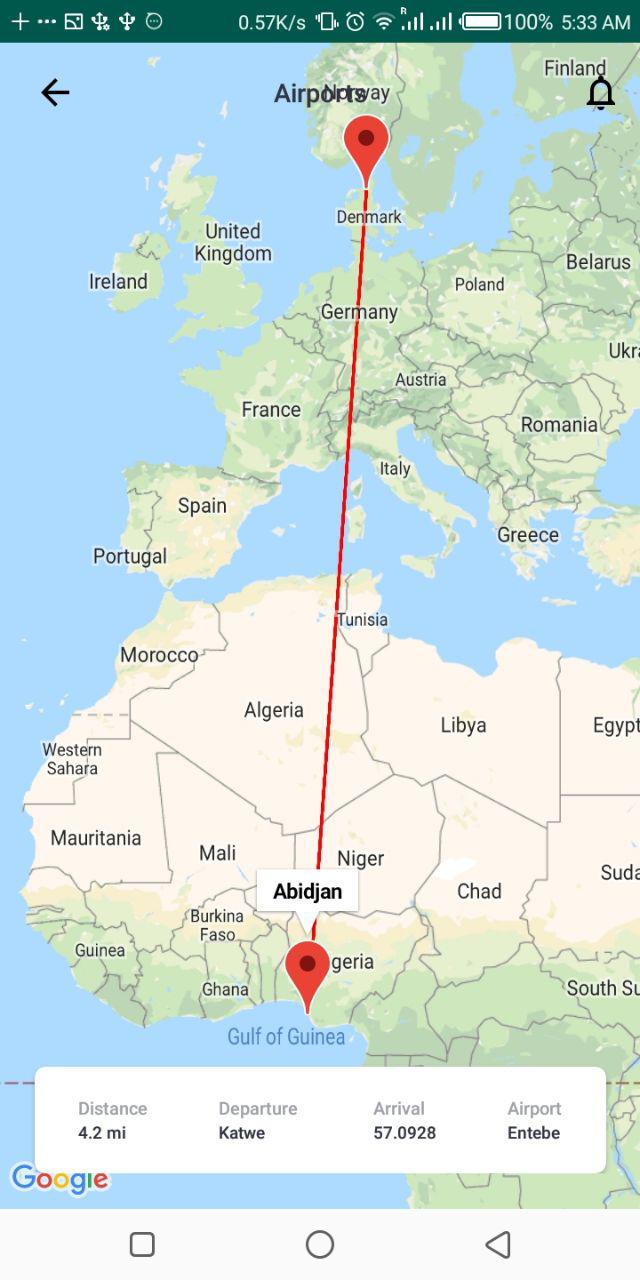 0.57K/s R 100% 5:33 AM
Finland
Airports
Norway
Denmark
United
Kingdom
Ireland
Belarus
Poland
Germany
Ukra
Austria
France
Romania
Italy
Spain
Greece
Portugal
Tunisia
Morocco
Algeria
Libya
Egypt
Western
Sahara
Mauritania
Mali
Niger
Suda
Chad
Abidjan
Burkina
Faso
Guinea
geria
Ghana
South Su
Gulf of Guinea
Distance Departure Arrival Airport
4.2 mi Katwe 57.0928 Entebe
Google